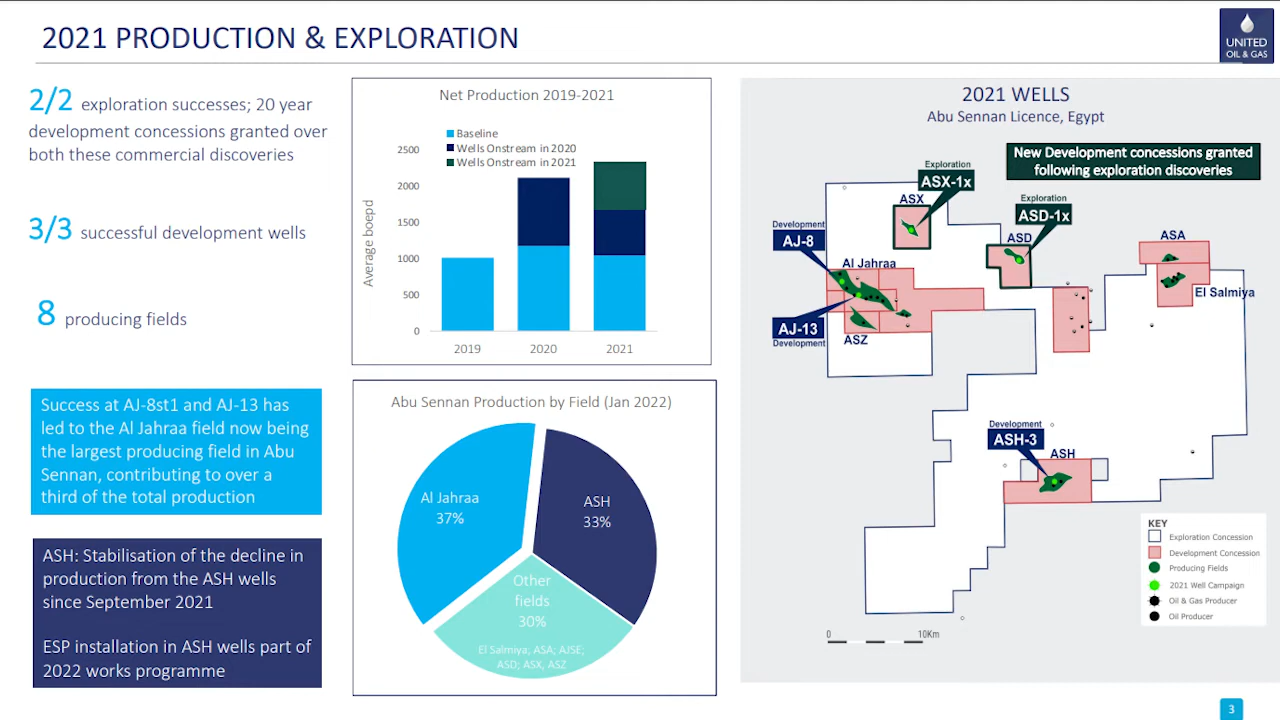 2021 PRODUCTION & EXPLORATION
UNITED
OIL & GAS
2/2 exploration successes; 20 year
development concessions granted over
both these commercial discoveries
3/3 successful development wells
8 producing fields
Success at AJ-8st1 and AJ-13 has
led to the Al Jahraa field now being
the largest producing field in Abu
Sennan, contributing to over a
third of the total production
ASH: Stabilisation of the decline in
production from the ASH wells
since September 2021
ESP installation in ASH wells part of
2022 works programme
Net Production 2019-2021
Baseline
Wells Onstream in 2020
Wells Onstream in 2021
Average boepd
2500
2000
1500
1000
500
0
2019 2020 2021
Abu Sennan Production by Field (Jan 2022)
Al Jahraa
37%
ASH
33%
Other
fields
30%
El Salmiya, ASA; AJSE;
ASD; ASX, ASZ
2021 WELLS
Abu Sennan Licence, Egypt
New Development concessions granted
following exploration discoveries
Exploration
ASX-1x
ASX
Exploration
ASD-1x
ASD
Development
AJ-8
Al Jahraa
AJ-13
Development
ASZ
ASA
El Salmiya
Development
ASH-3
ASH
KEY
Exploration Concession
Development Concession
Producing Fields
2021 Well Campaign
Oil & Gas Producer
Oil Producer
0 10Km
3